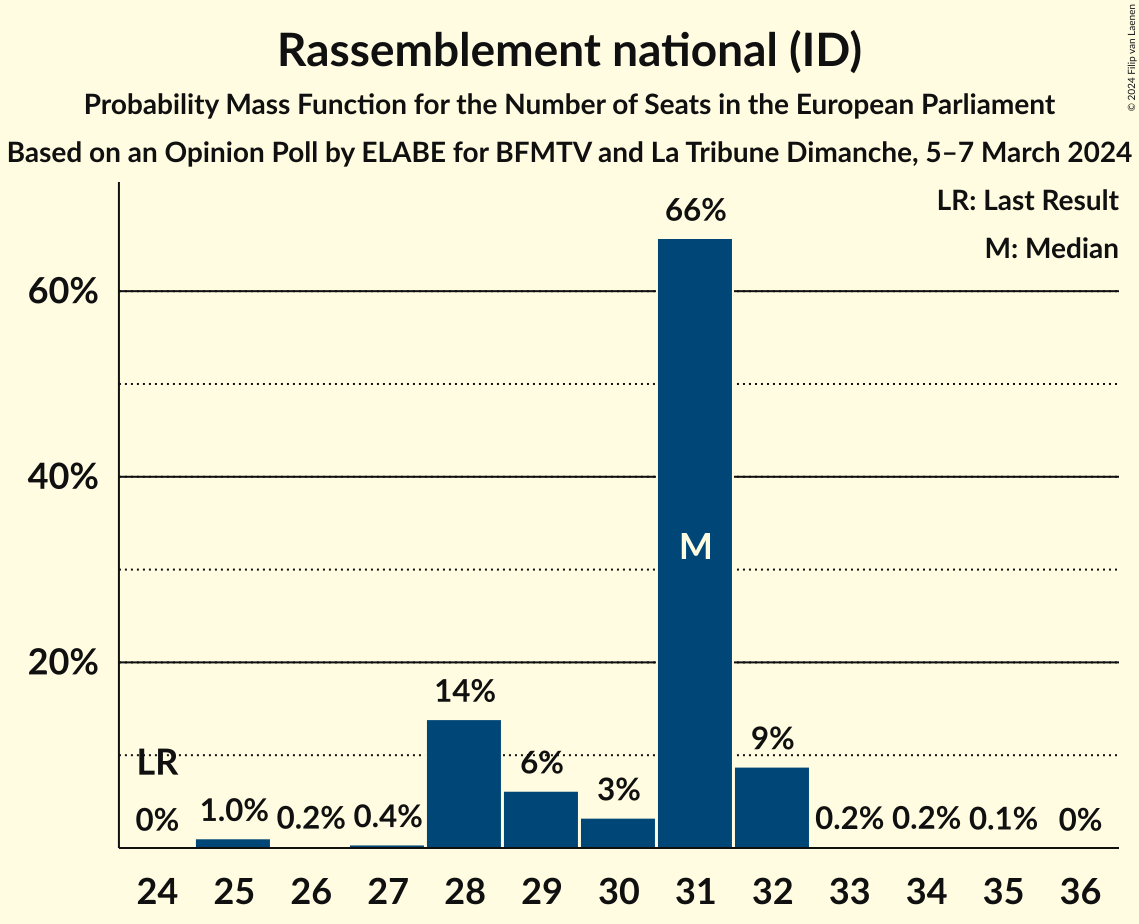 © 2024 Filip van Laenen
Rassemblement national (ID)
Probability Mass Function for the Number of Seats in the European Parliament
Based on an Opinion Poll by ELABE for BFMTV and La Tribune Dimanche, 5–7 March 2024
LR: Last Result
M: Median
66%
60%
40%
M
20%
14%
9%
LR
6%
3%
0% 1.0% 0.2% 0.4% 0.2% 0.2% 0.1% 0%
24 25 26 27 28 29 30 31 32 33 34 35 36